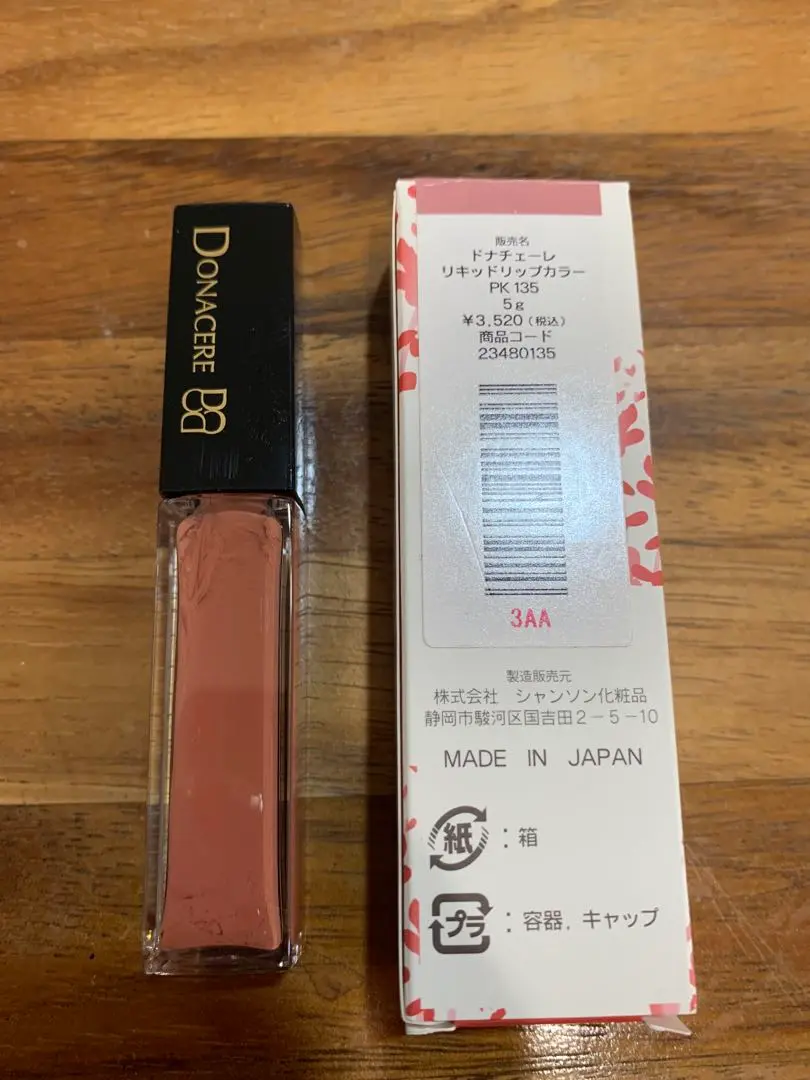 DONACERE
販売名
ドナチェーレ
リキッドリップカラー
PK 135
5g
¥3,520（税込）
商品コード
23480135
3AA
製造販売元
株式会社 シャンソン化粧品
静岡市駿河区国吉田2-5-10
MADE IN JAPAN
紙：箱
プラ：容器，キャップ